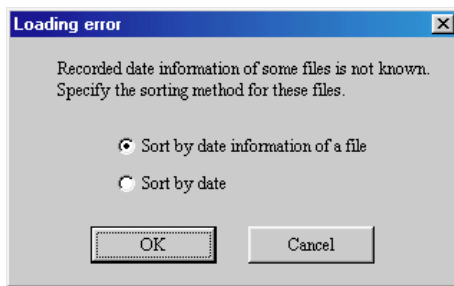 Loading error
Recorded date information of some files is not known.
Specify the sorting method for these files.
Sort by date information of a file
Sort by date
OK
Cancel